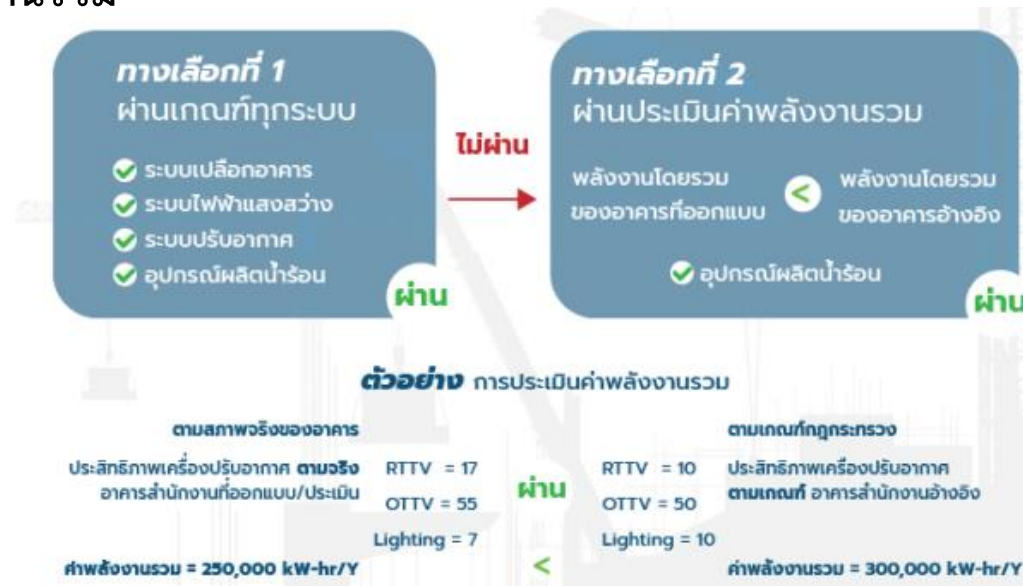 ทางเลือกที่ 1
ผ่านเกณฑ์ทุกระบบ
ระบบเปลือกอาคาร
ระบบไฟฟ้าแสงสว่าง
ระบบปรับอากาศ
อุปกรณ์ผลิตน้ำร้อน
ผ่าน
ไม่ผ่าน
ทางเลือกที่ 2
ผ่านประเมินค่าพลังงานรวม
พลังงานโดยรวม
ของอาคารที่ออกแบบ
<
พลังงานโดยรวม
ของอาคารอ้างอิง
อุปกรณ์ผลิตน้ำร้อน
ผ่าน
ตัวอย่าง การประเมินค่าพลังงานรวม
ตามสภาพจริงของอาคาร
ประสิทธิภาพเครื่องปรับอากาศ ตามจริง
อาคารสำนักงานที่ออกแบบ/ประเมิน
RTTV = 17
OTTV = 55
Lighting = 7
ค่าพลังงานรวม = 250,000 kW-hr/Y
ผ่าน
<
ตามเกณฑ์กฎกระทรวง
RTTV = 10
OTTV = 50
Lighting = 10
ประสิทธิภาพเครื่องปรับอากาศ
ตามเกณฑ์ อาคารสำนักงานอ้างอิง
ค่าพลังงานรวม = 300,000 kW-hr/Y